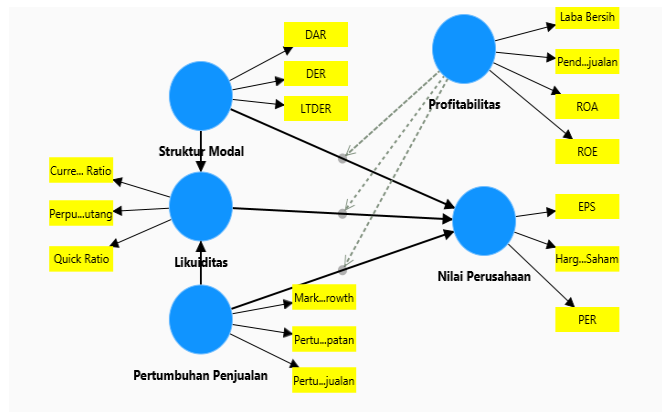 Laba Bersih
DAR
Pend...jualan
DER
ROA
LTDER
Profitabilitas
Struktur Modal
ROE
Curre... Ratio
EPS
Perpu...utang
Quick Ratio
Likuiditas
Harg...Saham
Nilai Perusahaan
Mark...rowth
PER
Pertu...patan
Pertumbuhan Penjualan
Pertu...jualan